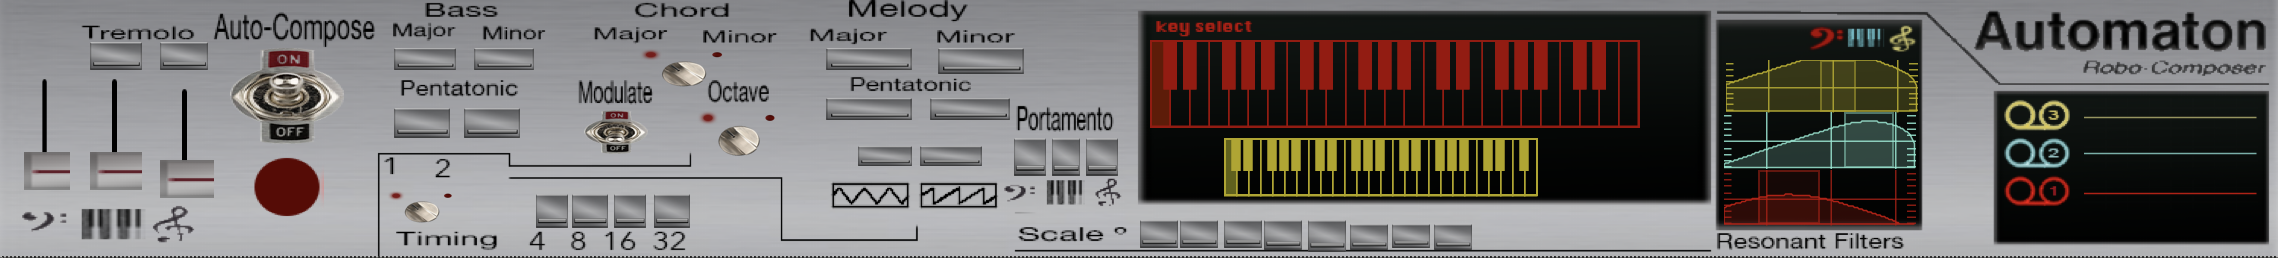 Tremolo
Auto-Compose
ON
OFF
Bass
Major Minor
Pentatonic
1 2
Timing
4 8 16 32
Chord
Major Minor
Modulate
ON
OFF
Octave
Melody
Major Minor
Pentatonic
Portamento
key select
Scale °
Resonant Filters
Automaton
Robo-Composer
3
2
1